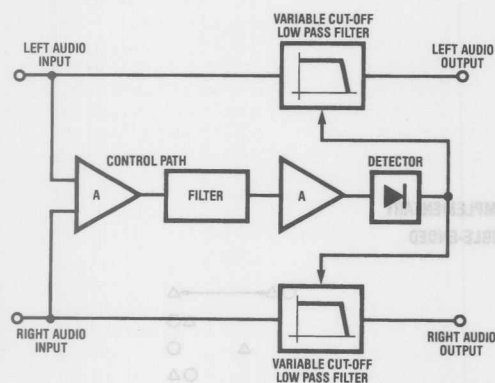 VARIABLE CUT-OFF
LOW PASS FILTER
LEFT AUDIO
INPUT
LEFT AUDIO
OUTPUT
CONTROL PATH
DETECTOR
A
FILTER
A
RIGHT AUDIO
INPUT
RIGHT AUDIO
OUTPUT
VARIABLE CUT-OFF
LOW PASS FILTER